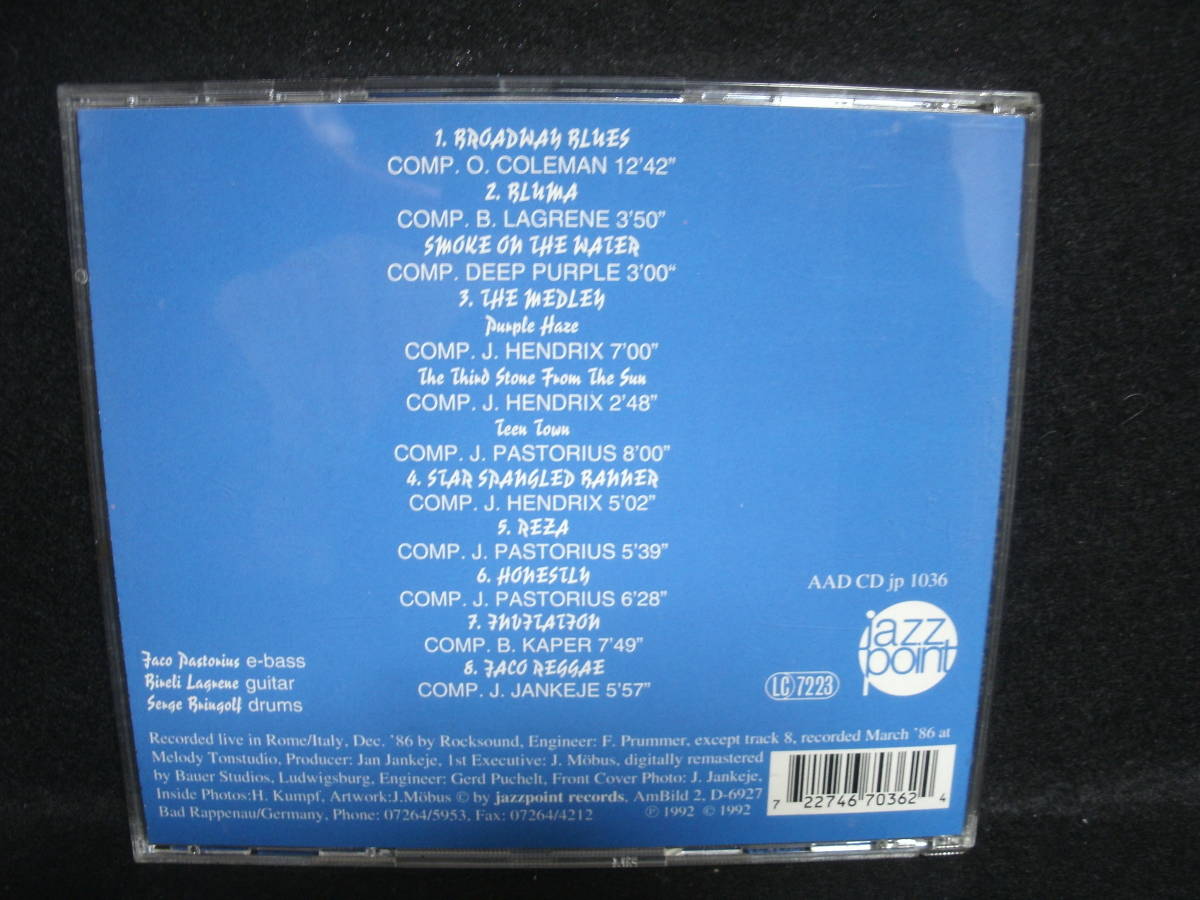 1. BROADWAY BLUES
COMP. O. COLEMAN 12'42"
2. BLUMA
COMP. B. LAGRENE 3'50"
SMOKE ON THE WATER
COMP. DEEP PURPLE 3'00"
3. THE MEDLEY
Purple Haze
COMP. J. HENDRIX 7'00"
The Third Stone From The Sun
COMP. J. HENDRIX 2'48"
Teen Town
COMP. J. PASTORIUS 8'00"
4. STAR SPANGLED BANNER
COMP. J. HENDRIX 5'02"
5. REZA
COMP. J. PASTORIUS 5'39"
6. HONESTLY
COMP. J. PASTORIUS 6'28"
7. INVITATION
COMP. B. KAPER 7'49"
8. JACO REGGAE
COMP. J. JANKEJE 5'57"
Jaco Pastorius e-bass
Bireli Lagrene guitar
Serge Bringolf drums
AAD CD jp 1036
jazz
point
LC 7223
Recorded live in Rome/Italy, Dec. '86 by Rocksound, Engineer: F. Prummer, except track 8, recorded March '86 at
Melody Tonstudio, Producer: Jan Jankeje, 1st Executive: J. Möbus, digitally remastered
by Bauer Studios, Ludwigsburg, Engineer: Gerd Puchelt, Front Cover Photo: J. Jankeje,
Inside Photos:H. Kumpf, Artwork:J.Möbus © by jazzpoint records, AmBild 2, D-6927
Bad Rappenau/Germany, Phone: 07264/5953, Fax: 07264/4212 ℗ 1992 © 1992
7 22746 70362 4